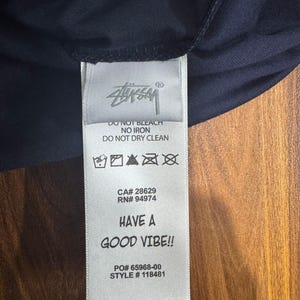 Stüssy®
DO NOT BLEACH
NO IRON
DO NOT DRY CLEAN
CA# 28629
RN# 94974
HAVE A
GOOD VIBE!!
PO# 65968-00
STYLE # 118461